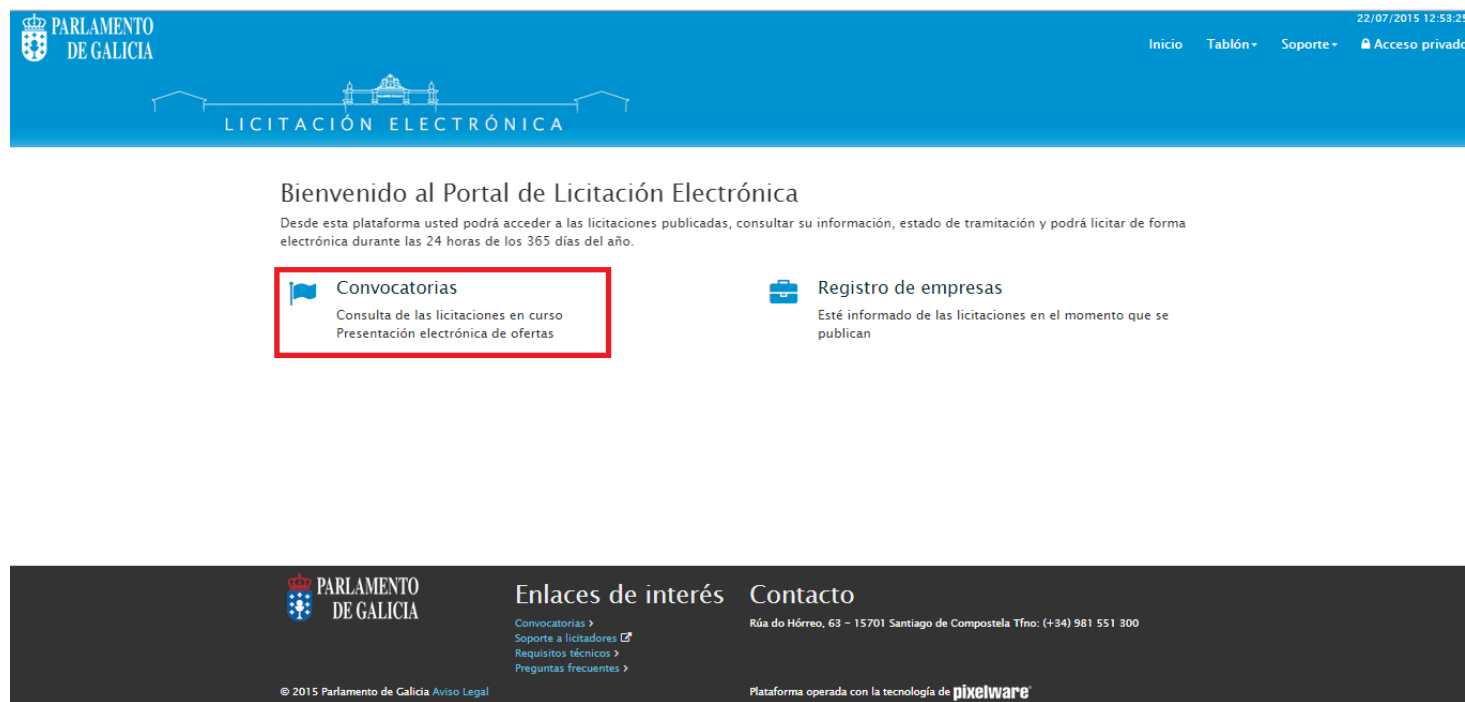 PARLAMENTO
DE GALICIA
22/07/2015 12:53:25
Inicio Tablón Soporte Acceso privado
LICITACIÓN ELECTRÓNICA
Bienvenido al Portal de Licitación Electrónica
Desde esta plataforma usted podrá acceder a las licitaciones publicadas, consultar su información, estado de tramitación y podrá licitar de forma
electrónica durante las 24 horas de los 365 días del año.
Convocatorias
Consulta de las licitaciones en curso
Presentación electrónica de ofertas
Registro de empresas
Esté informado de las licitaciones en el momento que se
publican
PARLAMENTO
DE GALICIA
Enlaces de interés
Convocatorias >
Soporte a licitadores
Requisitos técnicos >
Preguntas frecuentes >
Contacto
Rúa do Hórreo, 63 - 15701 Santiago de Compostela Tfno: (+34) 981 551 300
© 2015 Parlamento de Galicia Aviso Legal
Plataforma operada con la tecnología de pixelware